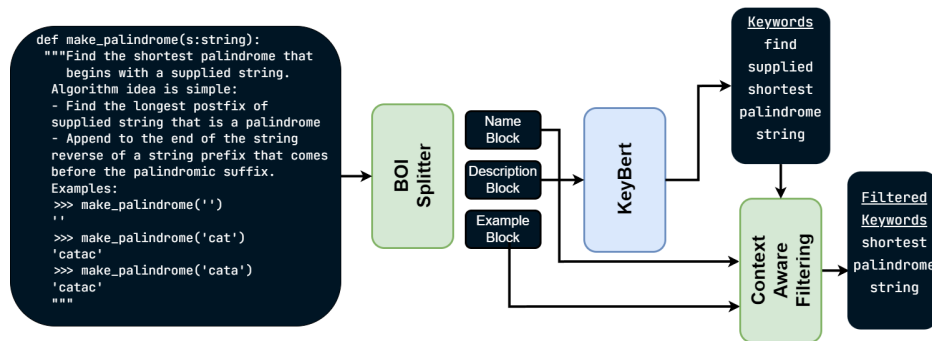 def make_palindrome(s:string):
"""Find the shortest palindrome that
begins with a supplied string.
Algorithm idea is simple:
- Find the longest postfix of
supplied string that is a palindrome
- Append to the end of the string
reverse of a string prefix that comes
before the palindromic suffix.
Examples:
>>> make_palindrome('')
''
>>> make_palindrome('cat')
'catac'
>>> make_palindrome('cata')
'catac'
"""
BOI
Splitter
Name
Block
Description
Block
Example
Block
KeyBert
Keywords
find
supplied
shortest
palindrome
string
Context
Aware
Filtering
Filtered
Keywords
shortest
palindrome
string